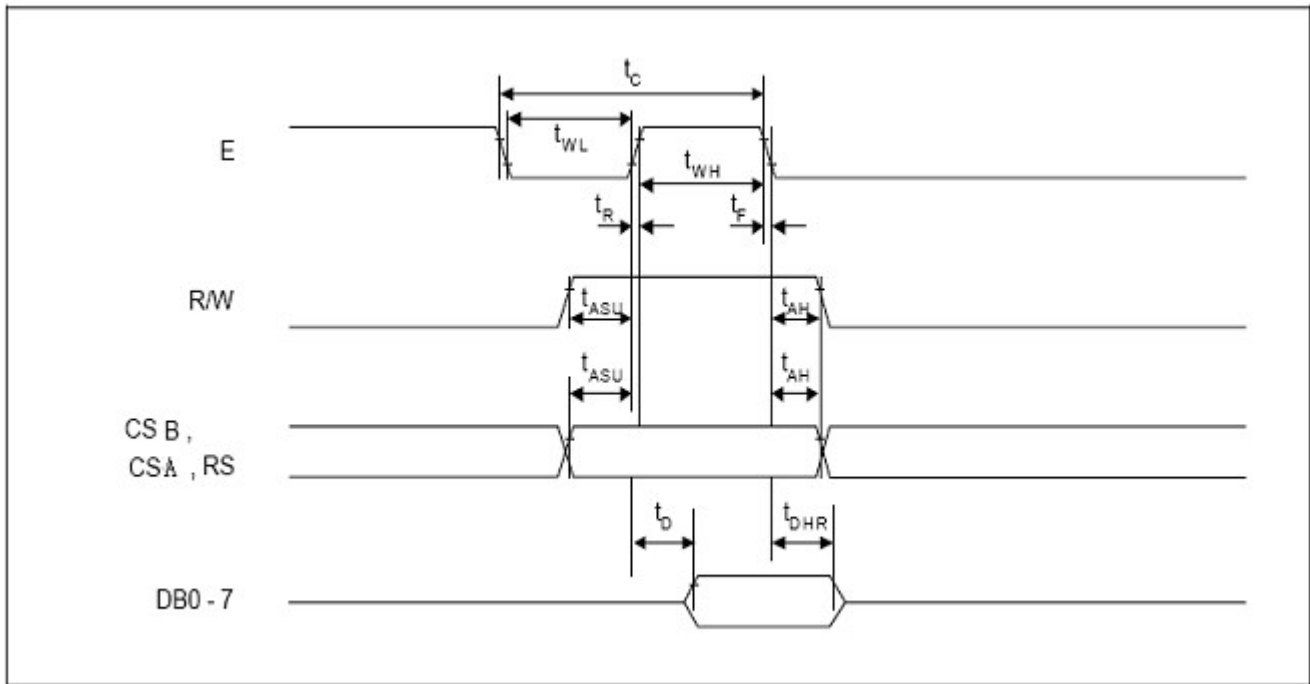 tC
E
tWL
tWH
tR
tF
R/W
tASU
tAH
tASU
tAH
CS B ,
CSA , RS
tD
tDHR
DB0 - 7